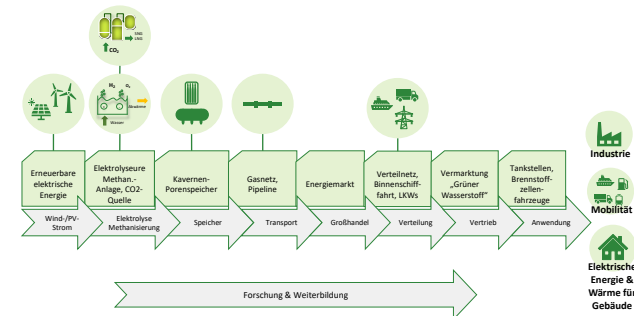 SNG
LNG
CO₂
H₂
O₂
Abwärme
Wasser
Erneuerbare
elektrische
Energie
Elektrolyseure
Methan.-
Anlage, CO2-
Quelle
Kavernen-
Porenspeicher
Gasnetz,
Pipeline
Energiemarkt
Verteilnetz,
Binnenschiff-
fahrt, LKWs
Vermarktung
„Grüner
Wasserstoff“
Tankstellen,
Brennstoff-
zellen-
fahrzeuge
Wind-/PV-
Strom
Elektrolyse
Methanisierung
Speicher
Transport
Großhandel
Verteilung
Vertrieb
Anwendung
Industrie
Mobilität
Elektrische
Energie &
Wärme für
Gebäude
Forschung & Weiterbildung